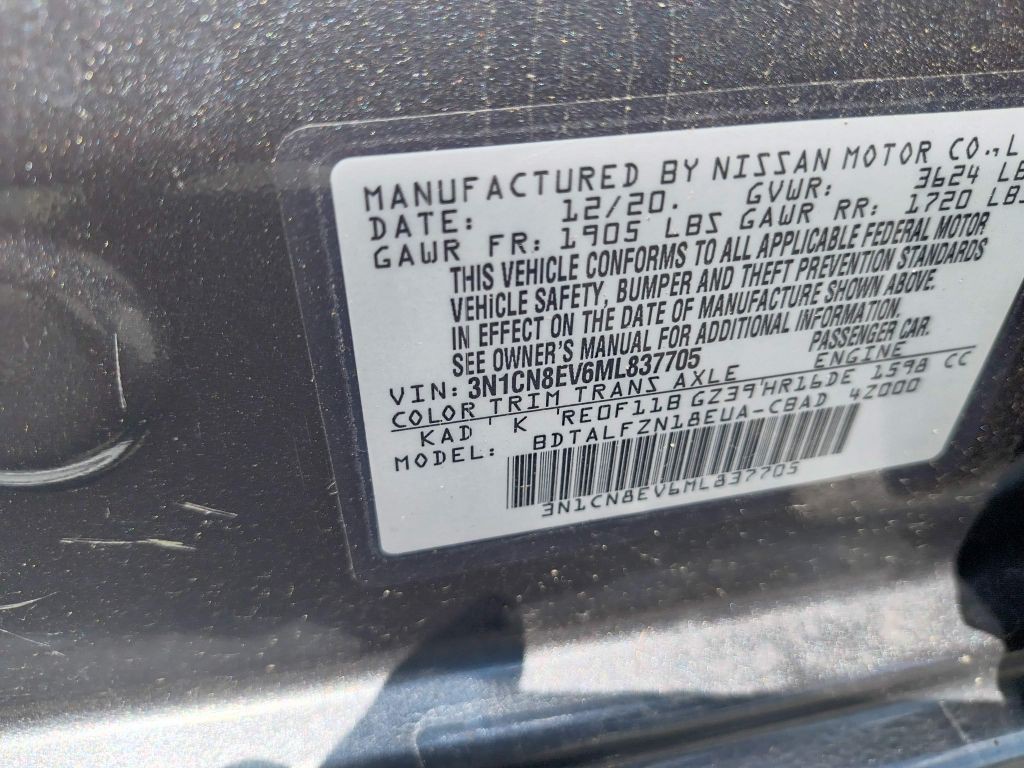 MANUFACTURED BY NISSAN MOTOR CO., L
DATE: 12/20. GVWR: 3624 LB
GAWR FR: 1905 LBS GAWR RR: 1720 LBS
THIS VEHICLE CONFORMS TO ALL APPLICABLE FEDERAL MOTOR
VEHICLE SAFETY, BUMPER AND THEFT PREVENTION STANDARDS
IN EFFECT ON THE DATE OF MANUFACTURE SHOWN ABOVE.
SEE OWNER'S MANUAL FOR ADDITIONAL INFORMATION.
VIN: 3N1CN8EV6ML837705 PASSENGER CAR.
COLOR TRIM TRANS AXLE ENGINE
KAD K RE0F11B GZ39 HR16DE 1598 CC
MODEL: BDTALFZN18EUA-CBAD 4Z000
3N1CN8EV6ML837705